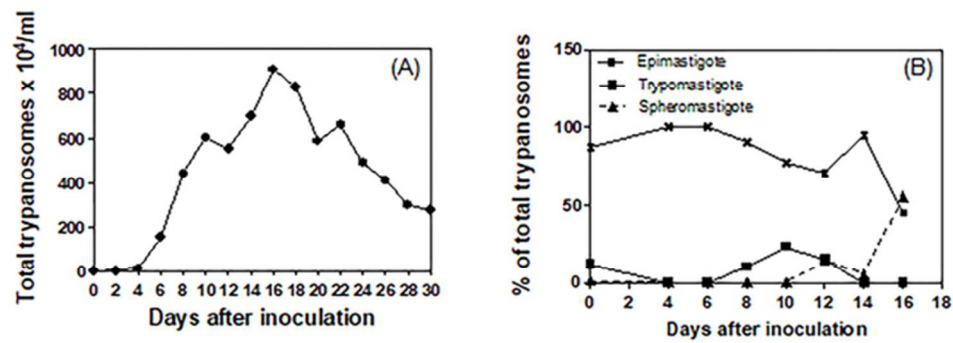 (A)
Total trypanosomes x 10⁴/ml
1000
800
600
400
200
0
0 2 4 6 8 10 12 14 16 18 20 22 24 26 28 30
Days after inoculation
(B)
Epimastigote
Trypomastigote
Spheromastigote
% of total trypanosomes
150
100
50
0
0 2 4 6 8 10 12 14 16 18
Days after inoculation